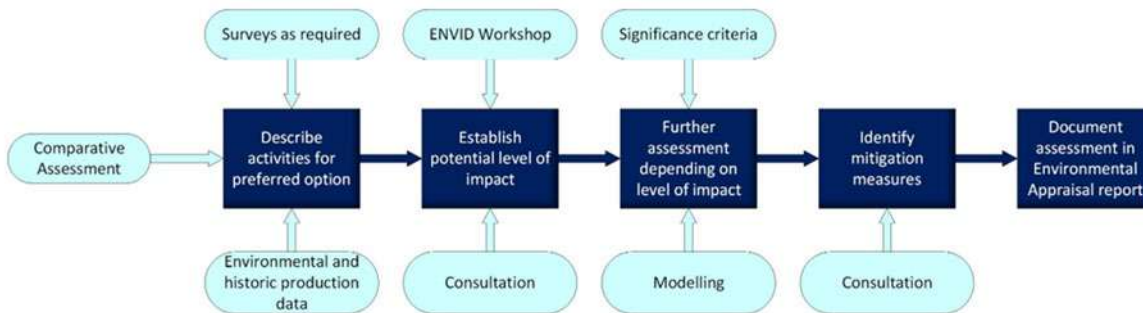 Surveys as required
ENVID Workshop
Significance criteria
Comparative
Assessment
Describe
activities for
preferred option
Establish
potential level of
impact
Further
assessment
depending on
level of impact
Identify
mitigation
measures
Document
assessment in
Environmental
Appraisal report
Environmental and
historic production
data
Consultation
Modelling
Consultation